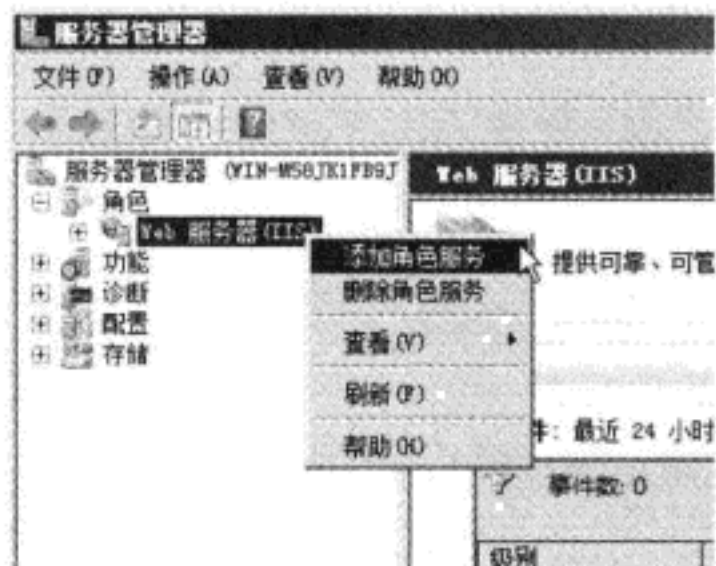 服务器管理器
文件(F) 操作(A) 查看(V) 帮助(H)
服务器管理器 (WIN-M58JK1FB9J
角色
Web 服务器(IIS)
功能
诊断
配置
存储
Web 服务器(IIS)
添加角色服务
删除角色服务
查看(V)
刷新(F)
帮助(H)
提供可靠、可管
件: 最近 24 小时
事件数: 0
级别